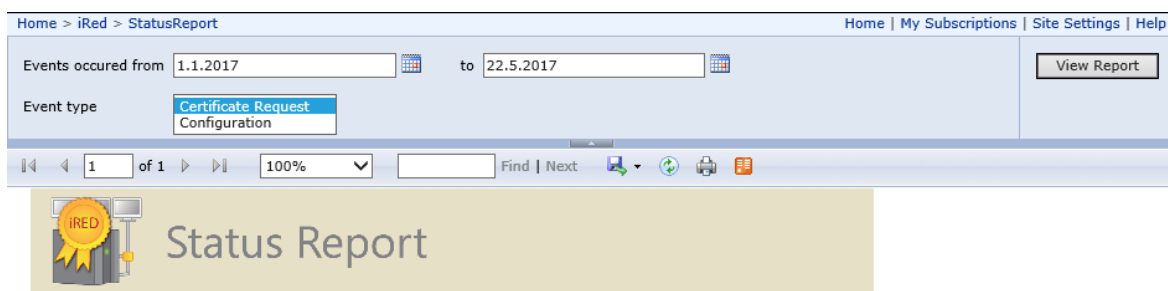 Home > iRed > StatusReport Home | My Subscriptions | Site Settings | Help
Events occured from 1.1.2017 to 22.5.2017 View Report
Event type Certificate Request
Configuration
1 of 1 100% Find | Next
iRED
Status Report